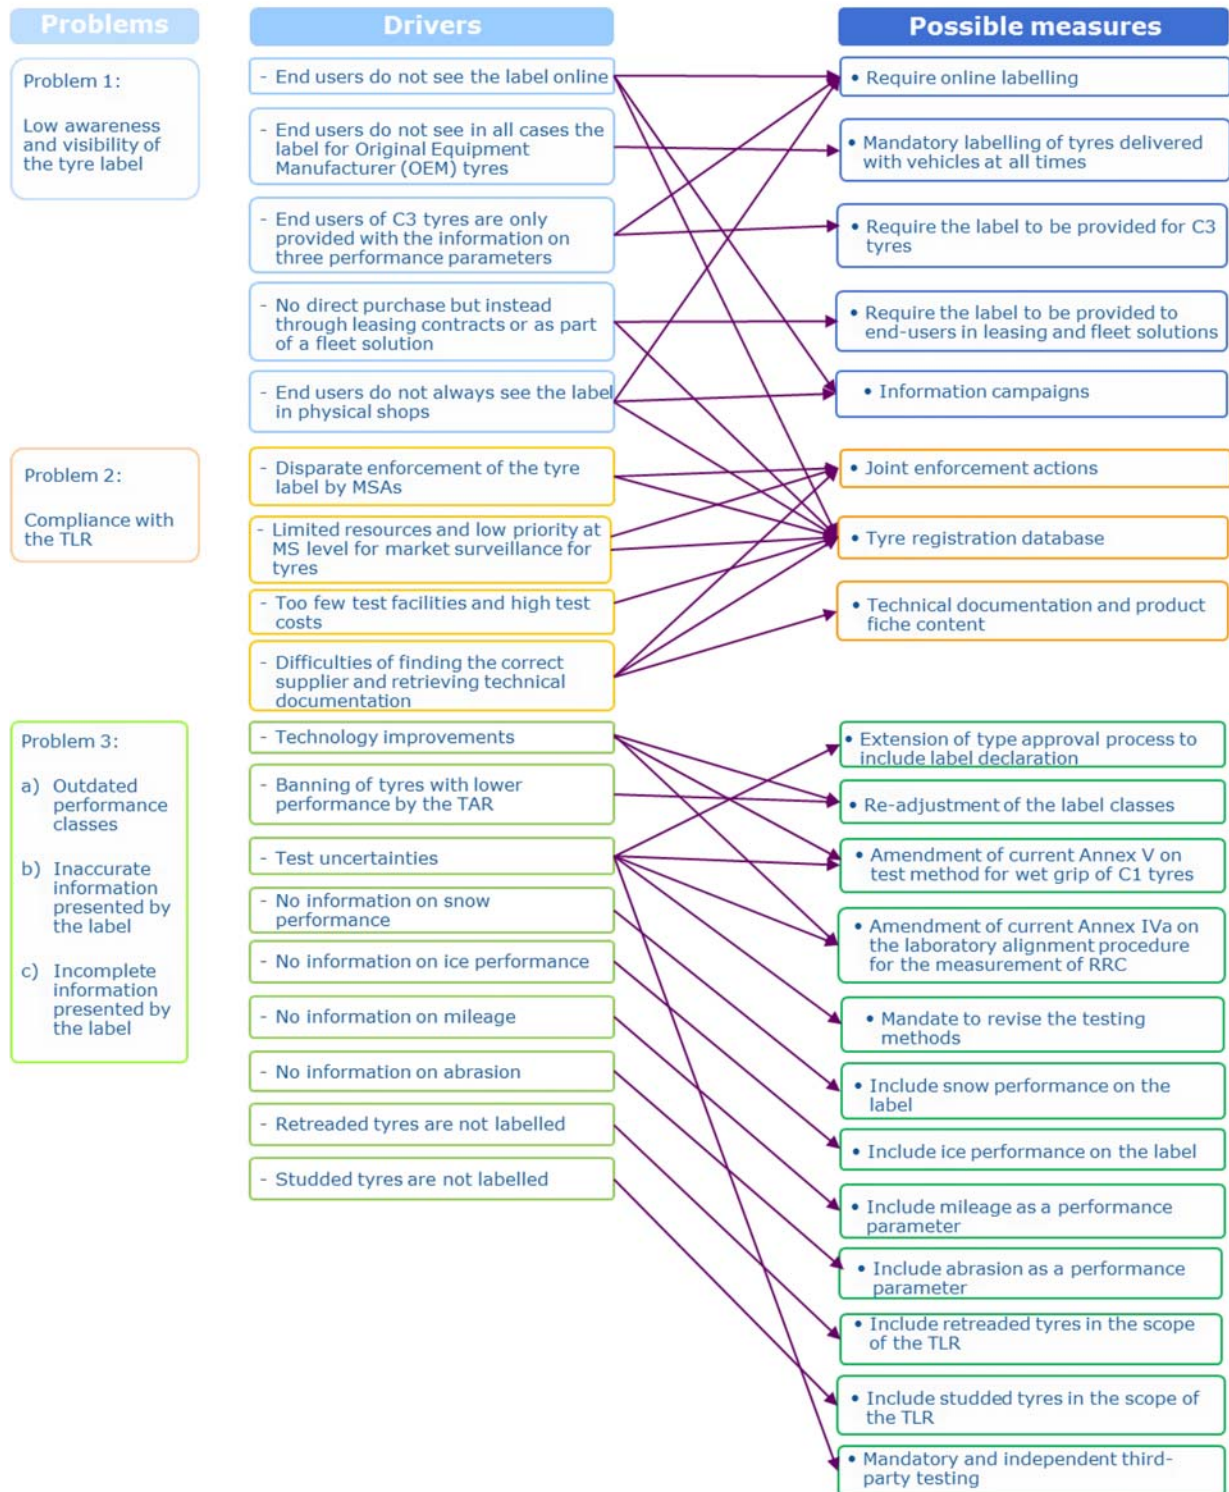 Problems
Drivers
Possible measures
Problem 1:
Low awareness
and visibility of
the tyre label
- End users do not see the label online
- End users do not see in all cases the
label for Original Equipment
Manufacturer (OEM) tyres
- End users of C3 tyres are only
provided with the information on
three performance parameters
- No direct purchase but instead
through leasing contracts or as part
of a fleet solution
- End users do not always see the label
in physical shops
• Require online labelling
• Mandatory labelling of tyres delivered
with vehicles at all times
• Require the label to be provided for C3
tyres
• Require the label to be provided to
end-users in leasing and fleet solutions
• Information campaigns
Problem 2:
Compliance with
the TLR
- Disparate enforcement of the tyre
label by MSAs
- Limited resources and low priority at
MS level for market surveillance for
tyres
- Too few test facilities and high test
costs
- Difficulties of finding the correct
supplier and retrieving technical
documentation
• Joint enforcement actions
• Tyre registration database
• Technical documentation and product
fiche content
Problem 3:
a) Outdated
performance
classes
b) Inaccurate
information
presented by
the label
c) Incomplete
information
presented by
the label
- Technology improvements
- Banning of tyres with lower
performance by the TAR
- Test uncertainties
- No information on snow
performance
- No information on ice performance
- No information on mileage
- No information on abrasion
- Retreaded tyres are not labelled
- Studded tyres are not labelled
• Extension of type approval process to
include label declaration
• Re-adjustment of the label classes
• Amendment of current Annex V on
test method for wet grip of C1 tyres
• Amendment of current Annex IVa on
the laboratory alignment procedure
for the measurement of RRC
• Mandate to revise the testing
methods
• Include snow performance on the
label
• Include ice performance on the label
• Include mileage as a performance
parameter
• Include abrasion as a performance
parameter
• Include retreaded tyres in the scope
of the TLR
• Include studded tyres in the scope of
the TLR
• Mandatory and independent third-
party testing